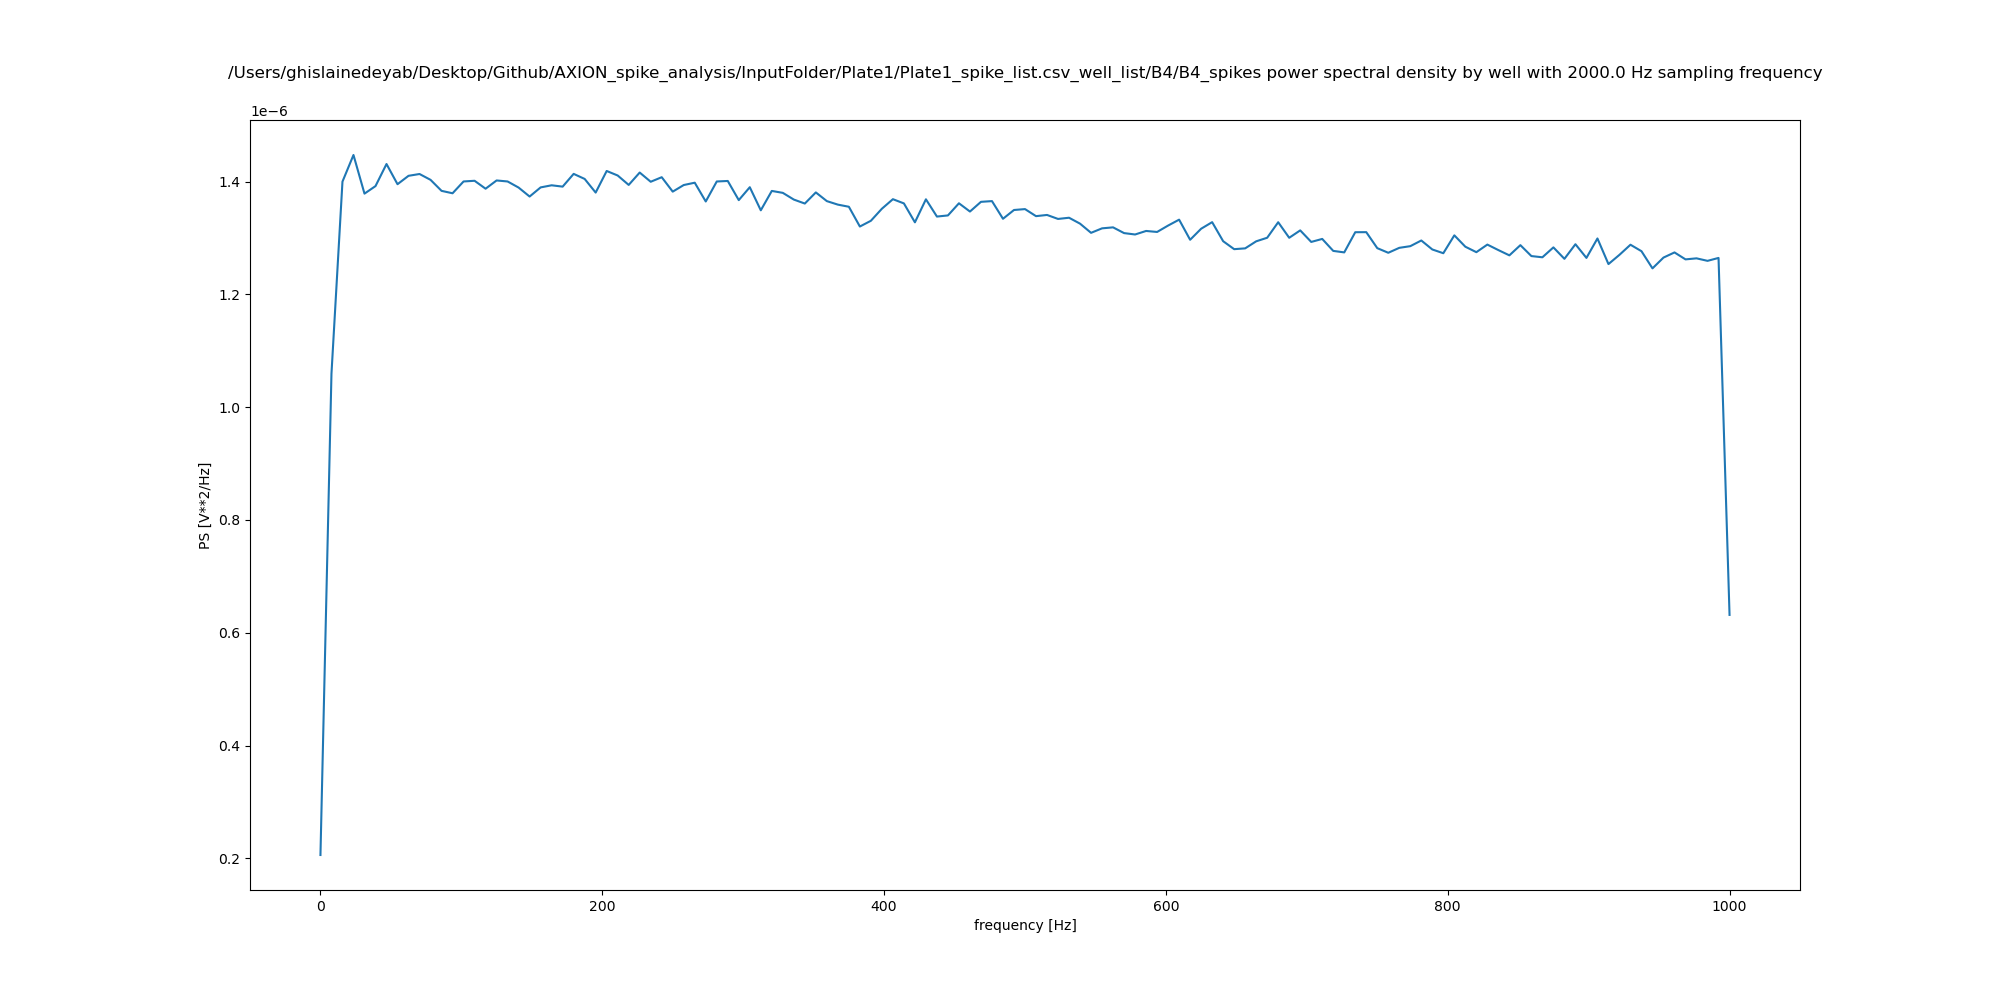 /Users/ghislainedeyab/Desktop/Github/AXION_spike_analysis/InputFolder/Plate1/Plate1_spike_list.csv_well_list/B4/B4_spikes power spectral density by well with 2000.0 Hz sampling frequency
1e−6
1.4
1.2
1.0
0.8
0.6
0.4
0.2
PS [V**2/Hz]
0 200 400 600 800 1000
frequency [Hz]